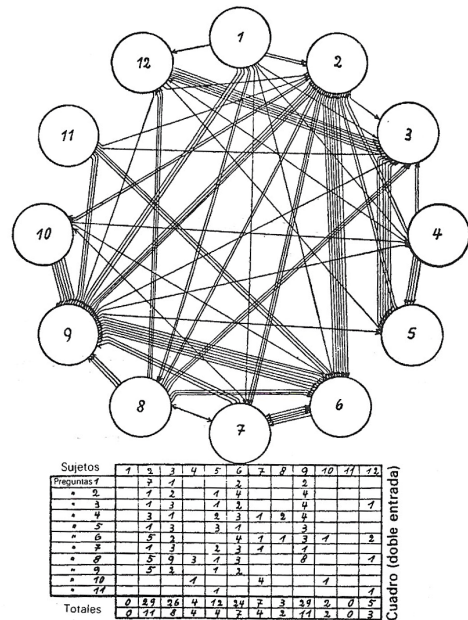 1
2
3
4
5
6
7
8
9
10
11
12
Sujetos 1 2 3 4 5 6 7 8 9 10 11 12
Preguntas 1 7 1 2 2
" 2 1 2 1 4 4
" 3 1 3 1 2 4 1
" 4 3 1 2 3 1 2 4
" 5 1 3 3 1 3
" 6 5 2 4 1 1 3 1 2
" 7 1 3 2 3 1 1
" 8 5 9 3 1 3 8 1
" 9 5 2 1 2
" 10 1 4 1
" 11 1 1
Totales 0 29 26 4 12 24 7 3 29 2 0 5
0 11 8 4 4 7 4 2 11 2 0 3
Cuadro (doble entrada)